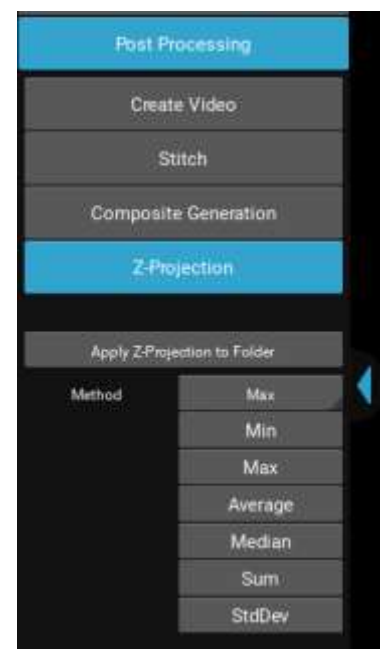 Post Processing
Create Video
Stitch
Composite Generation
Z-Projection
Apply Z-Projection to Folder
Method Max
Min
Max
Average
Median
Sum
StdDev